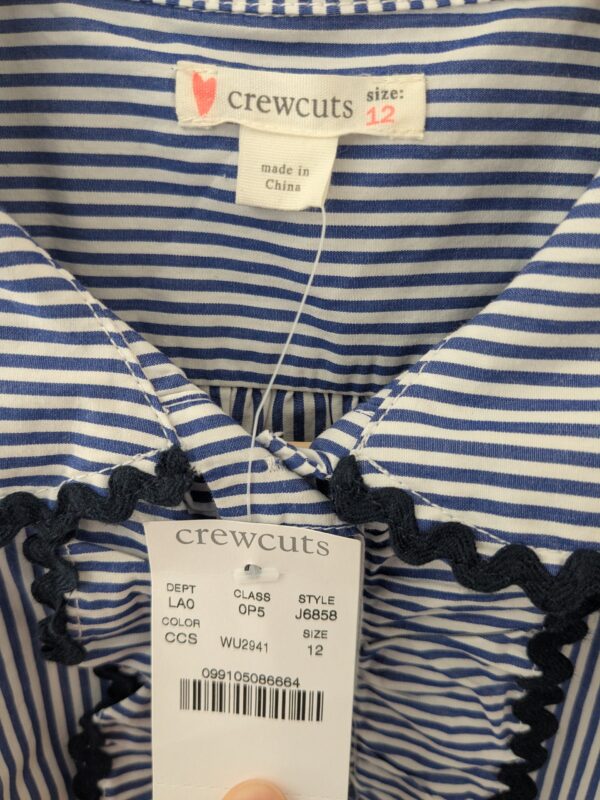 crewcuts
size:
12
made in
China
crewcuts
DEPT CLASS STYLE
LA0 0P5 J6858
COLOR SIZE
CCS WU2941 12
099105086664